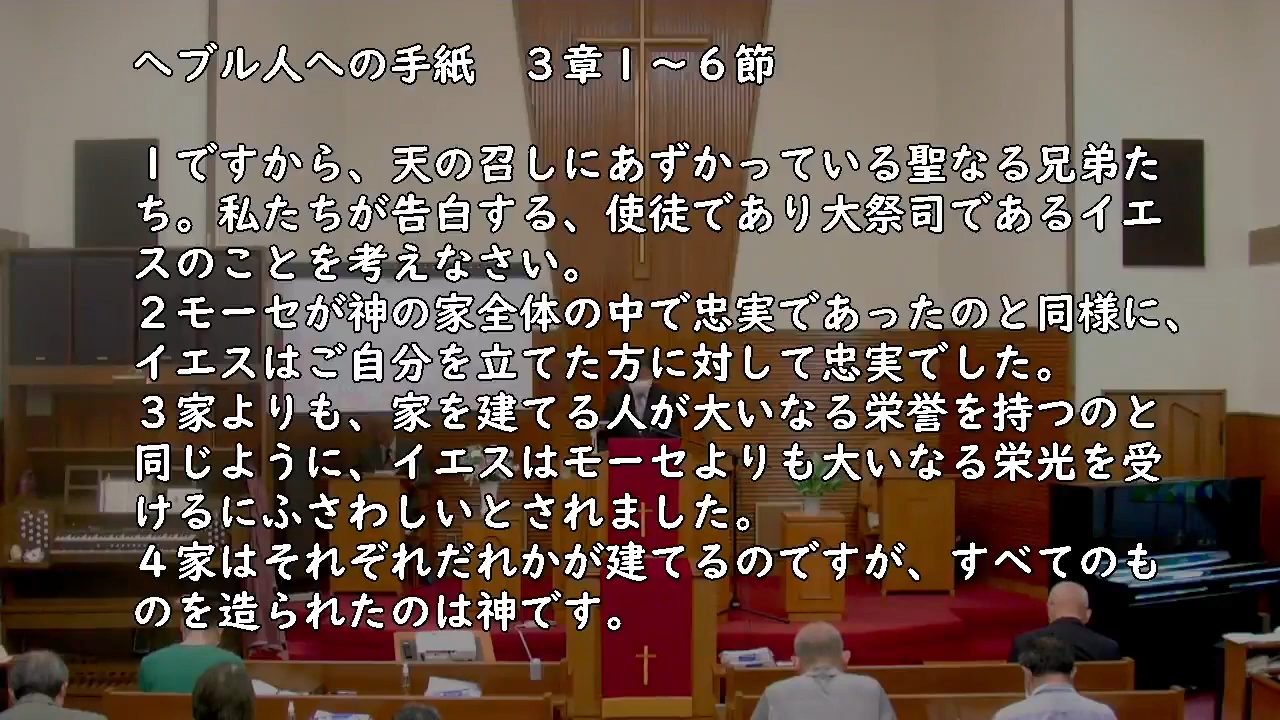 ヘブル人への手紙　３章１～６節
１ですから、天の召しにあずかっている聖なる兄弟た
ち。私たちが告白する、使徒であり大祭司であるイエ
スのことを考えなさい。
２モーセが神の家全体の中で忠実であったのと同様に、
イエスはご自分を立てた方に対して忠実でした。
３家よりも、家を建てる人が大いなる栄誉を持つのと
同じように、イエスはモーセよりも大いなる栄光を受
けるにふさわしいとされました。
４家はそれぞれだれかが建てるのですが、すべてのも
のを造られたのは神です。